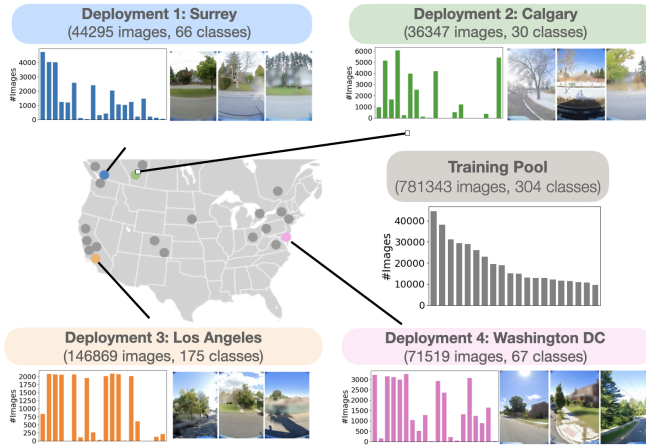 Deployment 1: Surrey
(44295 images, 66 classes)
#Images
4000
3000
2000
1000
0
Deployment 2: Calgary
(36347 images, 30 classes)
#Images
6000
5000
4000
3000
2000
1000
0
Training Pool
(781343 images, 304 classes)
#Images
40000
30000
20000
10000
0
Deployment 3: Los Angeles
(146869 images, 175 classes)
#Images
2000
1750
1500
1250
1000
750
500
250
0
Deployment 4: Washington DC
(71519 images, 67 classes)
#Images
3000
2500
2000
1500
1000
500
0